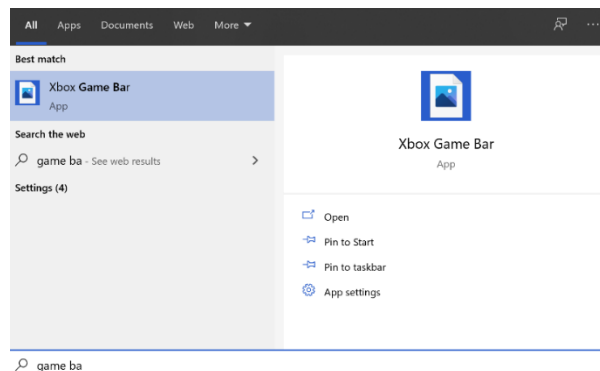 All Apps Documents Web More
Best match
Xbox Game Bar
App
Search the web
game ba - See web results
Settings (4)
Xbox Game Bar
App
Open
Pin to Start
Pin to taskbar
App settings
game ba